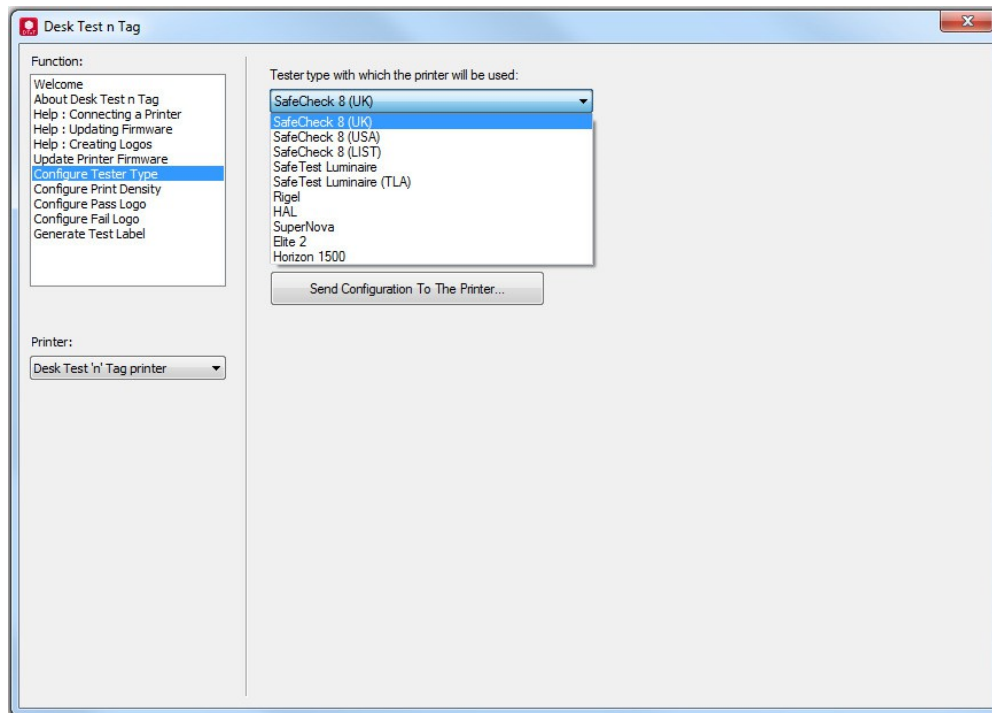 Desk Test n Tag
Function:
Welcome
About Desk Test n Tag
Help : Connecting a Printer
Help : Updating Firmware
Help : Creating Logos
Update Printer Firmware
Configure Tester Type
Configure Print Density
Configure Pass Logo
Configure Fail Logo
Generate Test Label
Printer:
Desk Test 'n' Tag printer
Tester type with which the printer will be used:
SafeCheck 8 (UK)
SafeCheck 8 (UK)
SafeCheck 8 (USA)
SafeCheck 8 (LIST)
SafeTest Luminaire
SafeTest Luminaire (TLA)
Rigel
HAL
SuperNova
Elite 2
Horizon 1500
Send Configuration To The Printer...